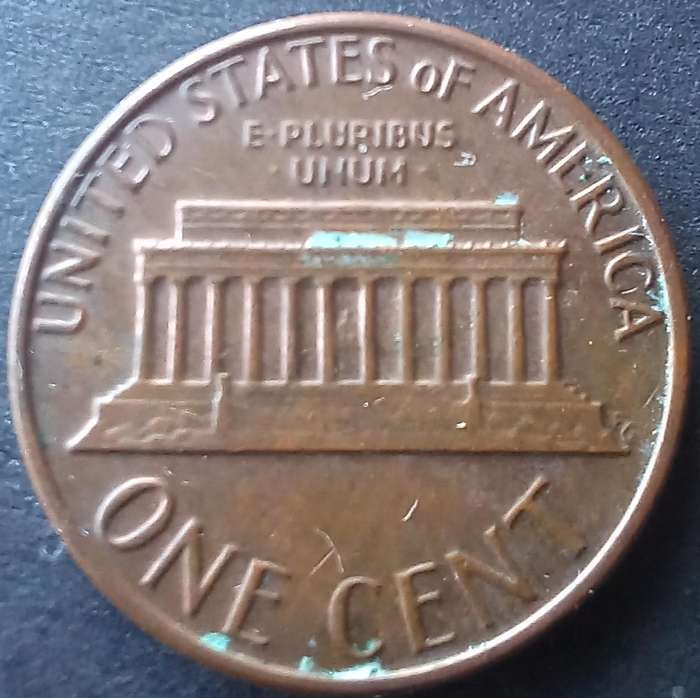 UNITED STATES OF AMERICA
E·PLURIBUS
·UNUM·
ONE CENT